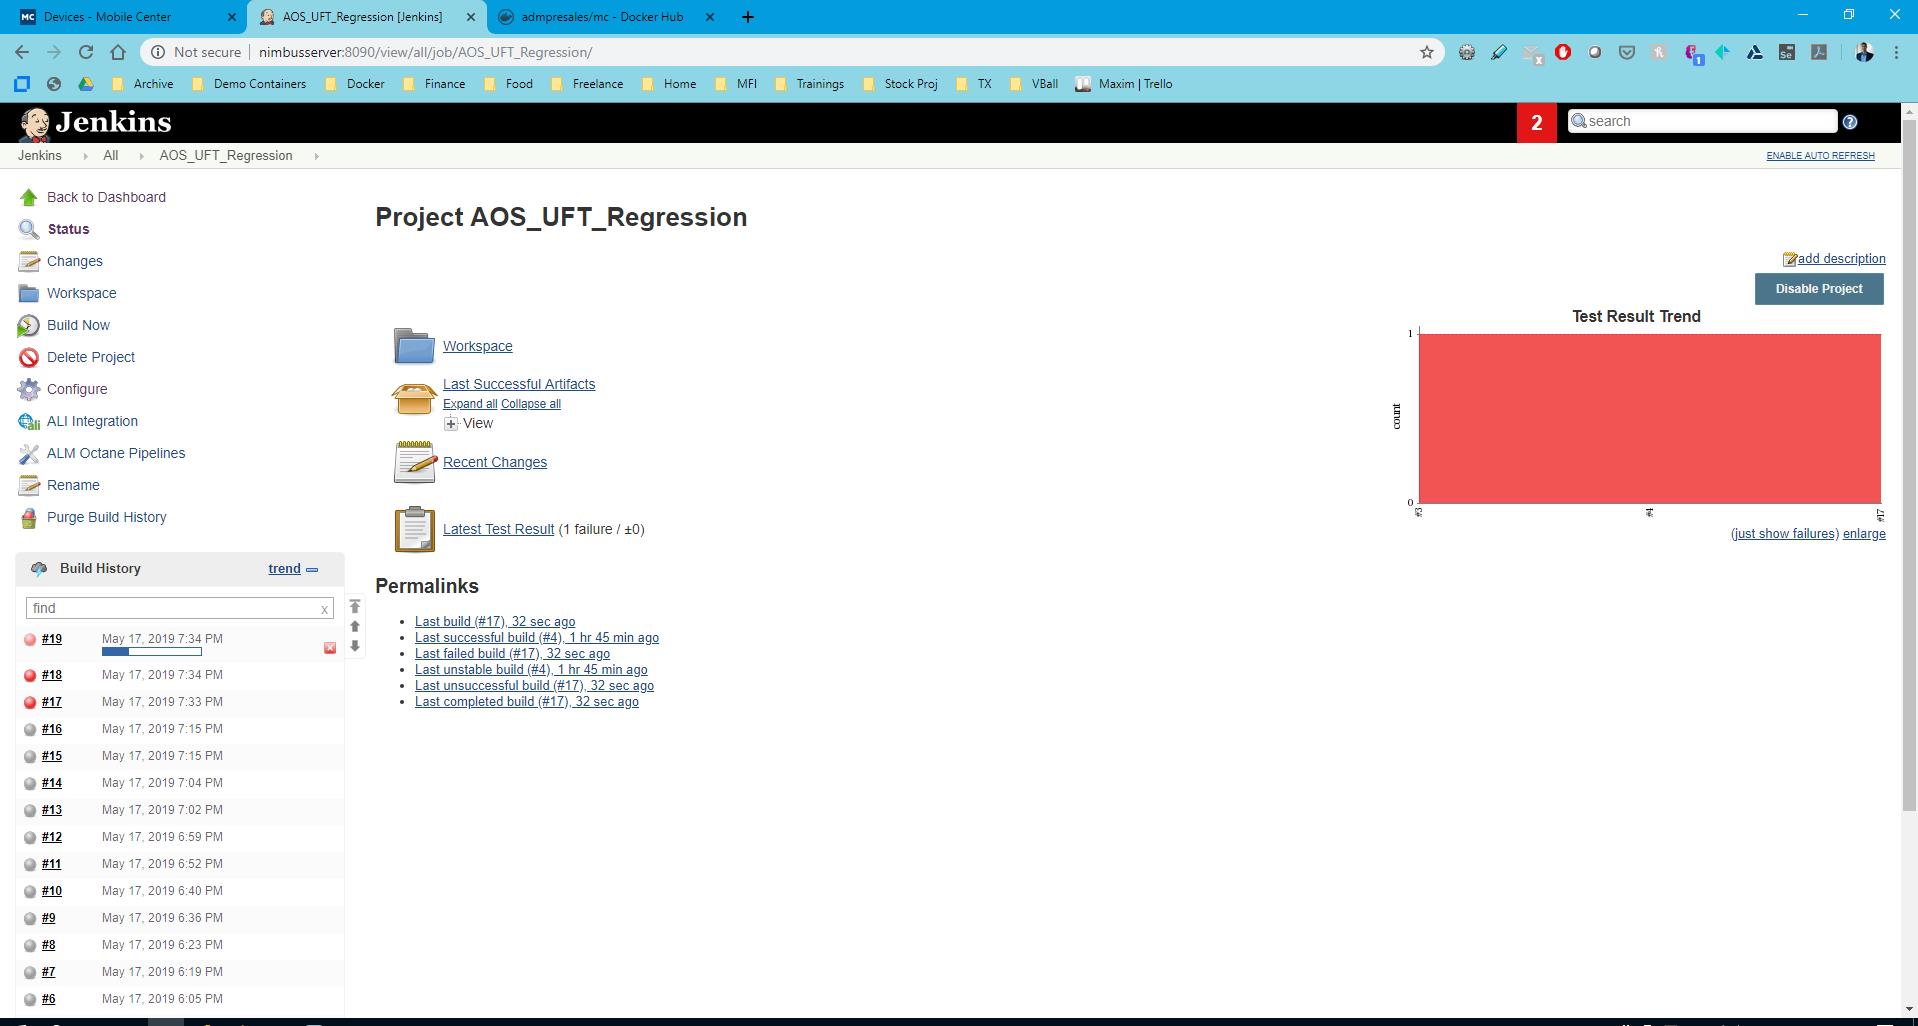 Devices - Mobile Center
AOS_UFT_Regression [Jenkins]
admpresales/mc - Docker Hub
Not secure | nimbusserver:8090/view/all/job/AOS_UFT_Regression/
Archive Demo Containers Docker Finance Food Freelance Home MFI Trainings Stock Proj TX VBall Maxim | Trello
Jenkins
2
search
Jenkins All AOS_UFT_Regression
ENABLE AUTO REFRESH
Back to Dashboard
Status
Changes
Workspace
Build Now
Delete Project
Configure
ALI Integration
ALM Octane Pipelines
Rename
Purge Build History
Build History trend
find x
#19 May 17, 2019 7:34 PM
#18 May 17, 2019 7:34 PM
#17 May 17, 2019 7:33 PM
#16 May 17, 2019 7:15 PM
#15 May 17, 2019 7:15 PM
#14 May 17, 2019 7:04 PM
#13 May 17, 2019 7:02 PM
#12 May 17, 2019 6:59 PM
#11 May 17, 2019 6:52 PM
#10 May 17, 2019 6:40 PM
#9 May 17, 2019 6:36 PM
#8 May 17, 2019 6:23 PM
#7 May 17, 2019 6:19 PM
#6 May 17, 2019 6:05 PM
Project AOS_UFT_Regression
add description
Disable Project
Workspace
Last Successful Artifacts
Expand all Collapse all
View
Recent Changes
Latest Test Result (1 failure / ±0)
Permalinks
Last build (#17), 32 sec ago
Last successful build (#4), 1 hr 45 min ago
Last failed build (#17), 32 sec ago
Last unstable build (#4), 1 hr 45 min ago
Last unsuccessful build (#17), 32 sec ago
Last completed build (#17), 32 sec ago
Test Result Trend
1
count
0
#3 #4 #17
(just show failures) enlarge